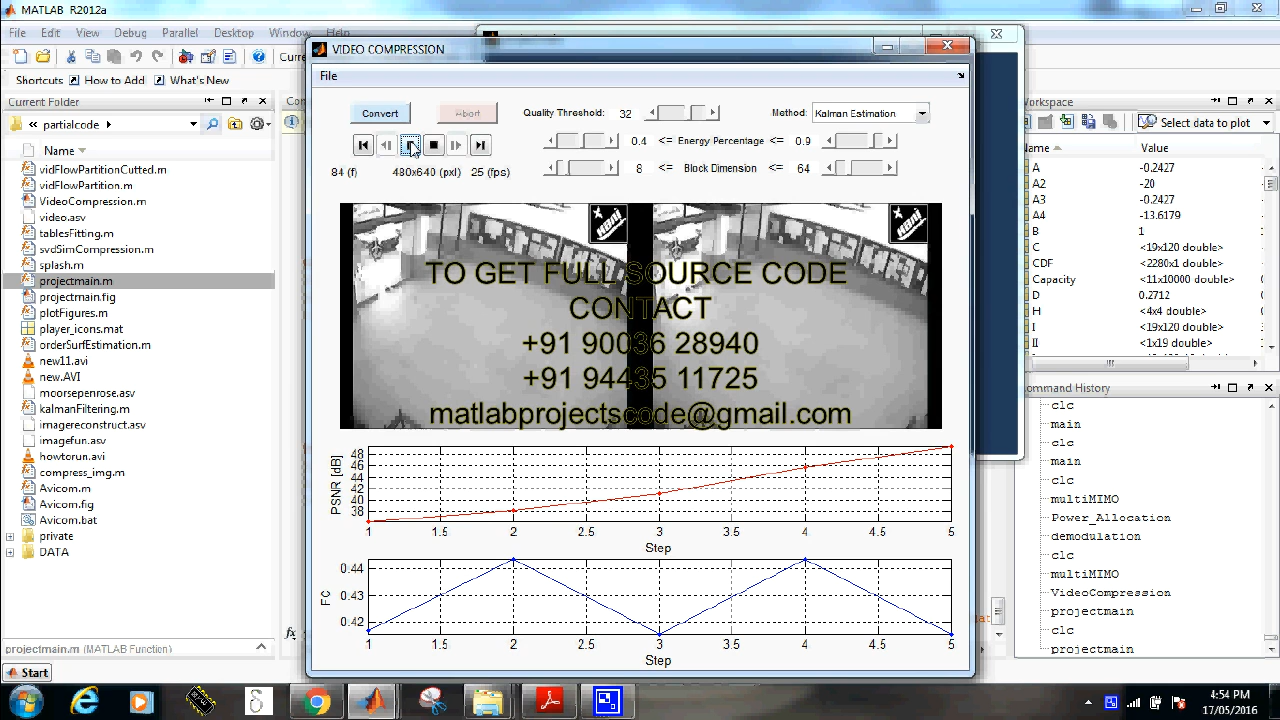 MATLAB R2012a
File Edit View Debug Parallel Desktop Window
Shortcuts How to Add What's New
Current Folder
partialcode
Name
vidFlowPartitionCutted.m
vidFlowPartition.m
VideoCompression.m
video.asv
tablesFitting.m
svdSimCompression.m
splash.m
projectmain.m
projectmain.fig
plotFigures.m
player_icons.mat
orderSurfEstimation.m
new11.avi
new.AVI
moorsepenrose.asv
kalmanFiltering.m
imagereconstruct.asv
imagefun.asv
howtorun.avi
compress_img.m
Avicom.m
Avicom.fig
Avicom.bat
private
DATA
projectmain.m (MATLAB Function)
Start
VIDEO COMPRESSION
File
Convert Abort Quality Threshold: 32 Method: Kalman Estimation
0.4 <= Energy Percentage <= 0.9
84 (f) 480x640 (pxl) 25 (fps)
8 <= Block Dimension <= 64
TO GET FULL SOURCE CODE
CONTACT
+91 90036 28940
+91 94435 11725
matlabprojectscode@gmail.com
PSNR [dB]
48
46
44
42
40
38
1 1.5 2 2.5 3 3.5 4 4.5 5
Step
FC
0.44
0.43
0.42
1 1.5 2 2.5 3 3.5 4 4.5 5
Step
Workspace
Select data to plot
Name Value
A -0.2427
A2 -20
A3 -0.2427
A4 -13.6179
B 1
C <19x120 double>
CDF <2280x1 double>
Capacity <11x10000 double>
D 0.2712
H <4x4 double>
I <19x120 double>
II <1x19 double>
Command History
clc
main
clc
main
clc
multiMIMO
Power_Allocation
demodulation
clc
multiMIMO
VideoCompression
projectmain
clc
projectmain
4:54 PM
17/05/2016